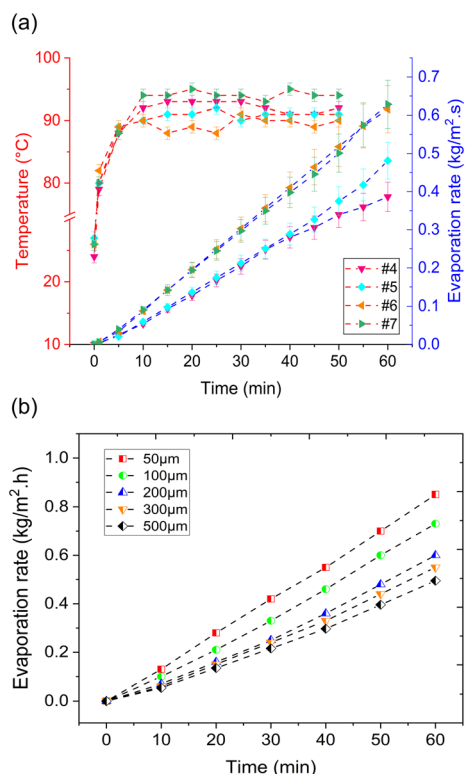 (a)
100
90
80
20
10
Temperature (°C)
0.7
0.6
0.5
0.4
0.3
0.2
0.1
0.0
Evaporation rate (kg/m².s)
#4
#5
#6
#7
0 10 20 30 40 50 60
Time (min)
(b)
1.0
0.8
0.6
0.4
0.2
0.0
Evaporation rate (kg/m².h)
50µm
100µm
200µm
300µm
500µm
0 10 20 30 40 50 60
Time (min)